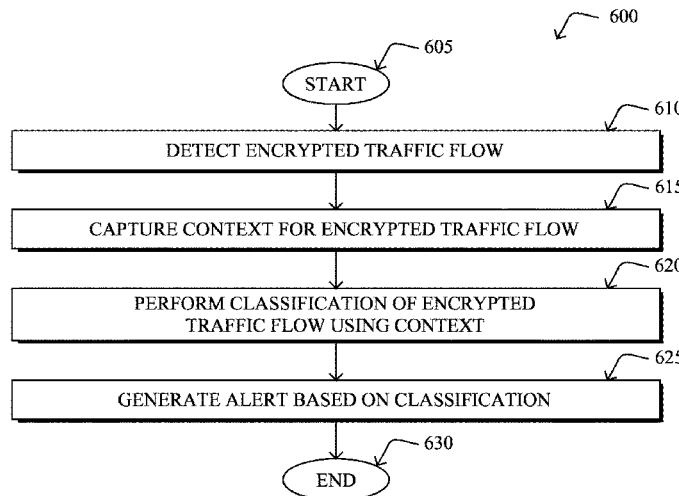 600
605
START
610
DETECT ENCRYPTED TRAFFIC FLOW
615
CAPTURE CONTEXT FOR ENCRYPTED TRAFFIC FLOW
620
PERFORM CLASSIFICATION OF ENCRYPTED
TRAFFIC FLOW USING CONTEXT
625
GENERATE ALERT BASED ON CLASSIFICATION
630
END